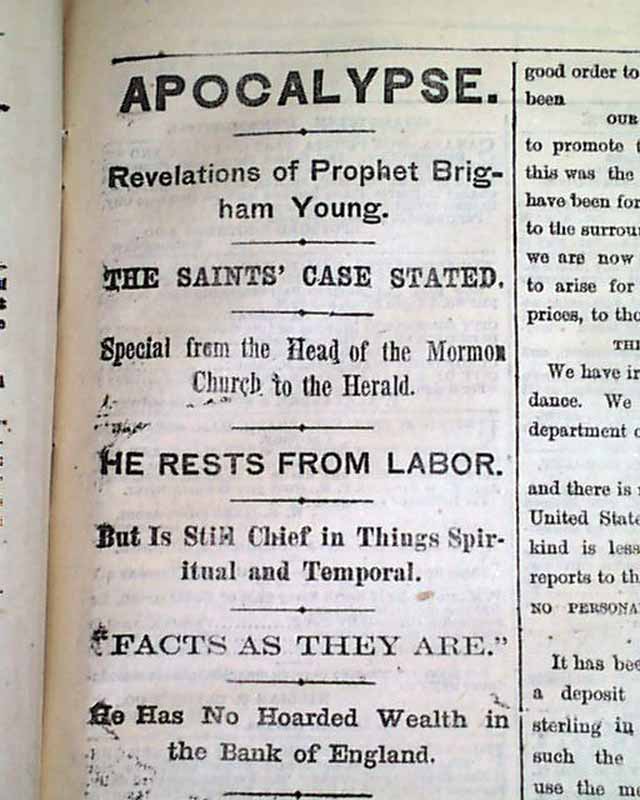 APOCALYPSE.
Revelations of Prophet Brig-
ham Young.
THE SAINTS' CASE STATED.
Special from the Head of the Mormon
Church to the Herald.
HE RESTS FROM LABOR.
But Is Still Chief in Things Spir-
itual and Temporal.
"FACTS AS THEY ARE."
He Has No Hoarded Wealth in
the Bank of England.
good order to
been
OUR
to promote
this was the
have been for
to the surrou
we are now
to arise for
prices, to tho
THE
We have ir
dance. We
department o
and there is
United State
kind is less
reports to th
NO PERSONA
It has bee
a deposit
sterling in
such the
use the me